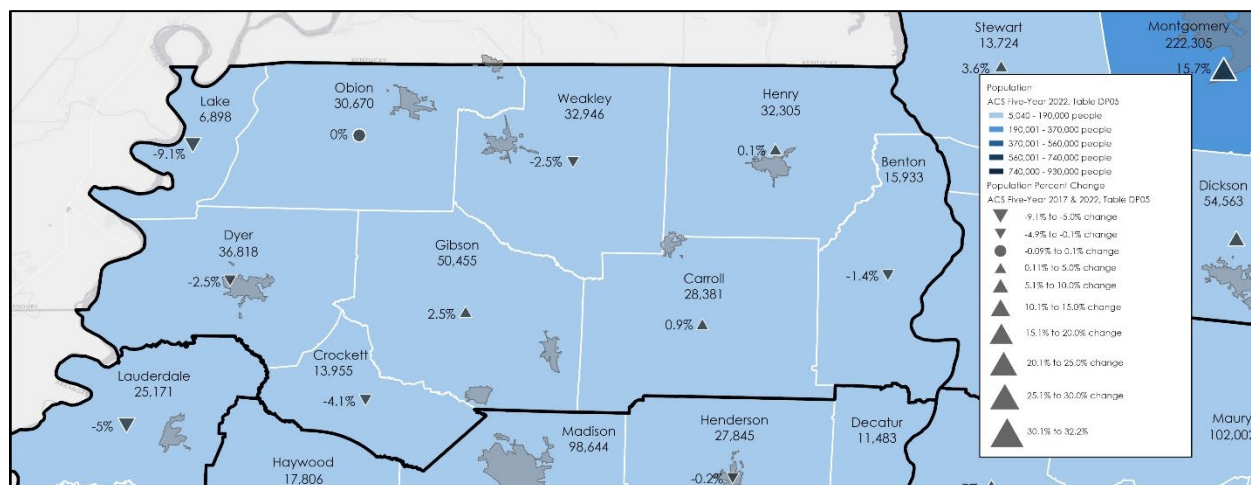 Stewart
13,724
3.6%
Montgomery
222,305
15.7%
KENTUCKY
KENTUCKY
Lake
6,898
-9.1%
Obion
30,670
0%
Weakley
32,946
-2.5%
Henry
32,305
0.1%
Benton
15,933
-1.4%
Dyer
36,818
-2.5%
Gibson
50,455
2.5%
Carroll
28,381
0.9%
Crockett
13,955
-4.1%
Lauderdale
25,171
-5%
Haywood
17,806
Madison
98,644
Henderson
27,845
-0.2%
Decatur
11,483
Dickson
54,563
Maury
102,002
Population
ACS Five-Year 2022, Table DP05
5,040 - 190,000 people
190,001 - 370,000 people
370,001 - 560,000 people
560,001 - 740,000 people
740,000 - 930,000 people
Population Percent Change
ACS Five-Year 2017 & 2022, Table DP05
-9.1% to -5.0% change
-4.9% to -0.1% change
-0.09% to 0.1% change
0.11% to 5.0% change
5.1% to 10.0% change
10.1% to 15.0% change
15.1% to 20.0% change
20.1% to 25.0% change
25.1% to 30.0% change
30.1% to 32.2%